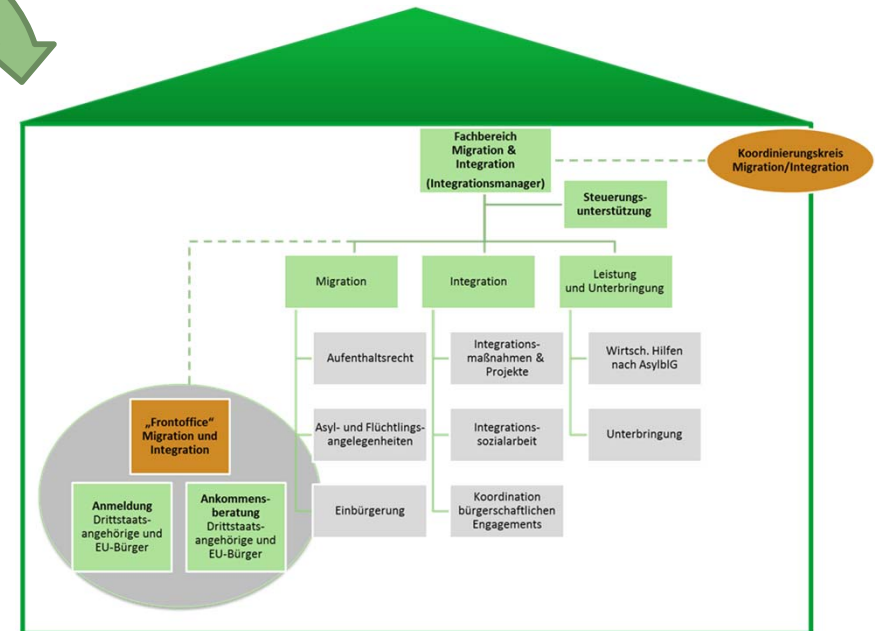 Fachbereich
Migration &
Integration
(Integrationsmanager)
Koordinierungskreis
Migration/Integration
Steuerungs-
unterstützung
Migration
Integration
Leistung
und Unterbringung
Aufenthaltsrecht
Asyl- und Flüchtlings-
angelegenheiten
Einbürgerung
Integrations-
maßnahmen &
Projekte
Integrations-
sozialarbeit
Koordination
bürgerschaftlichen
Engagements
Wirtsch. Hilfen
nach AsylblG
Unterbringung
„Frontoffice“
Migration und
Integration
Anmeldung
Drittstaats-
angehörige und
EU-Bürger
Ankommens-
beratung
Drittstaats-
angehörige und
EU-Bürger